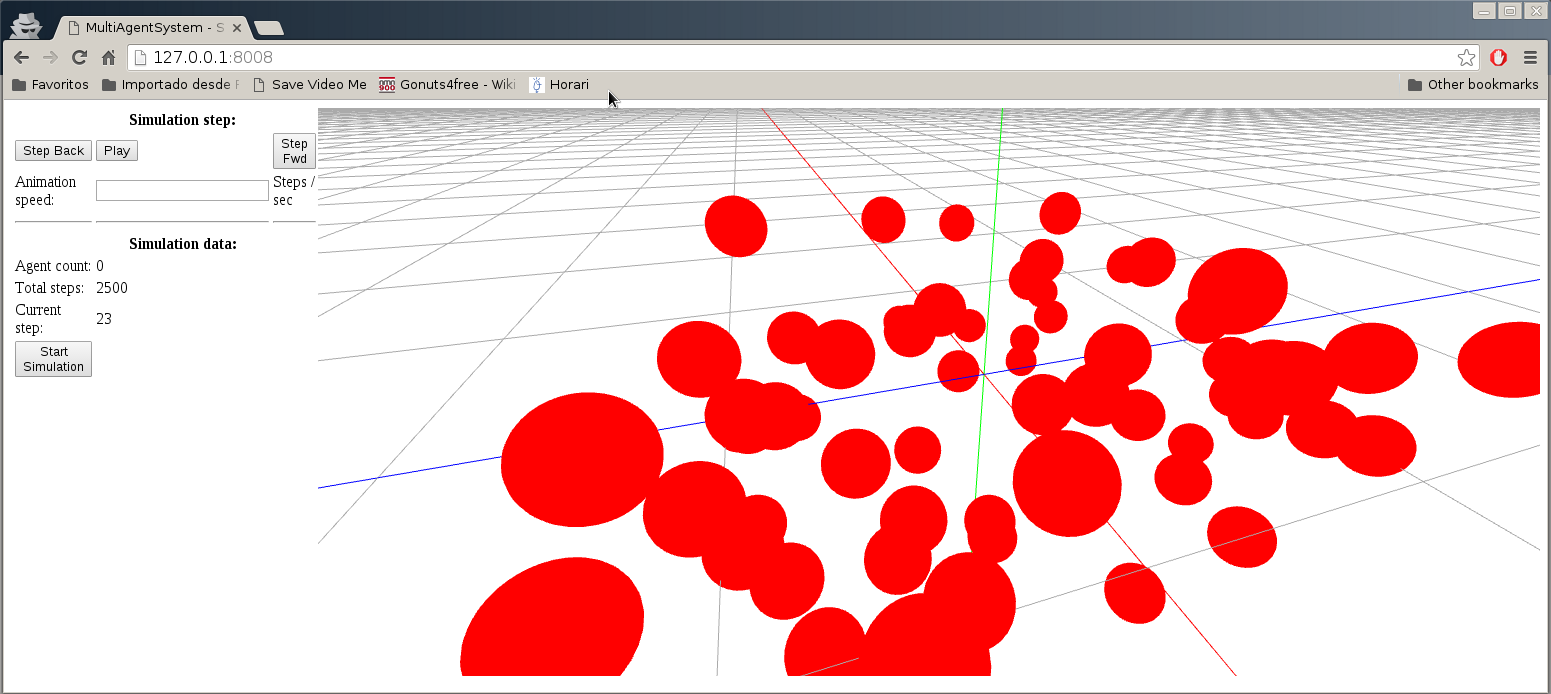 MultiAgentSystem - S
127.0.0.1:8008
Favoritos
Importado desde F
Save Video Me
Gonuts4free - Wiki
Horari
Other bookmarks
Simulation step:
Step Back
Play
Step
Fwd
Animation
speed:
Steps /
sec
Simulation data:
Agent count: 0
Total steps: 2500
Current
step:
23
Start
Simulation